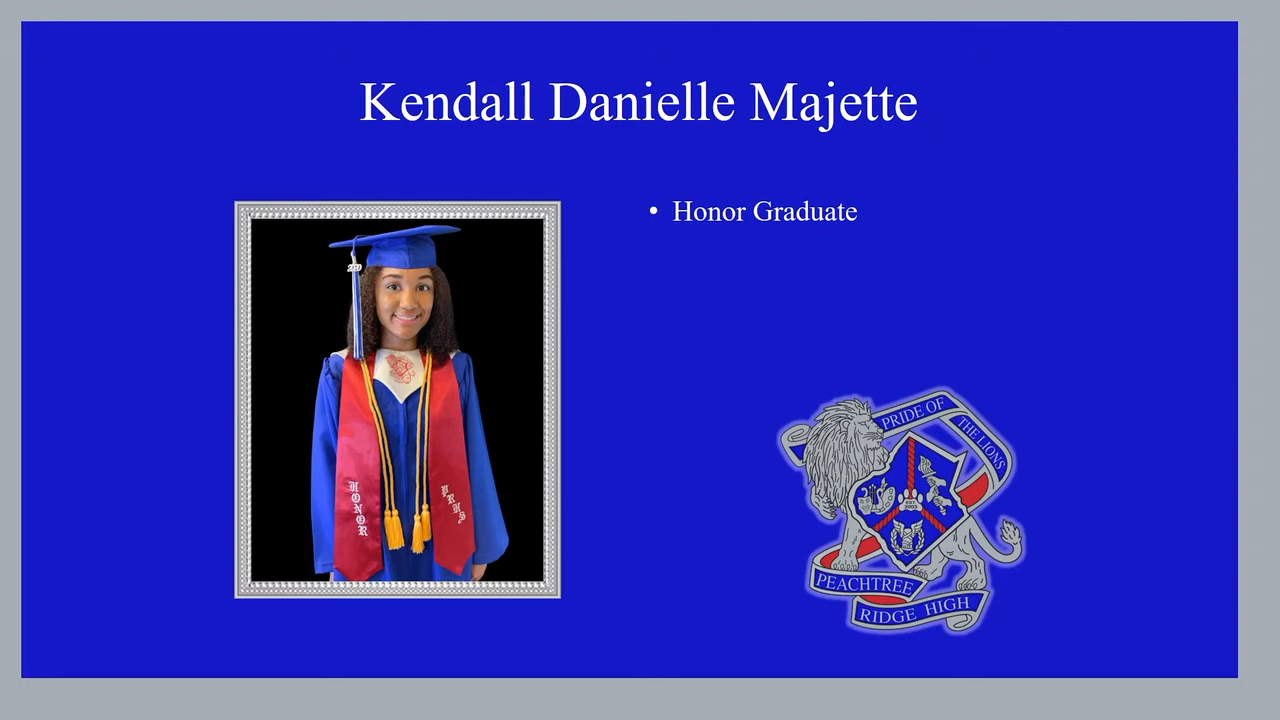 Kendall Danielle Majette
• Honor Graduate
HONOR
PRHS
PRIDE OF
THE LIONS
PEACHTREE
RIDGE HIGH